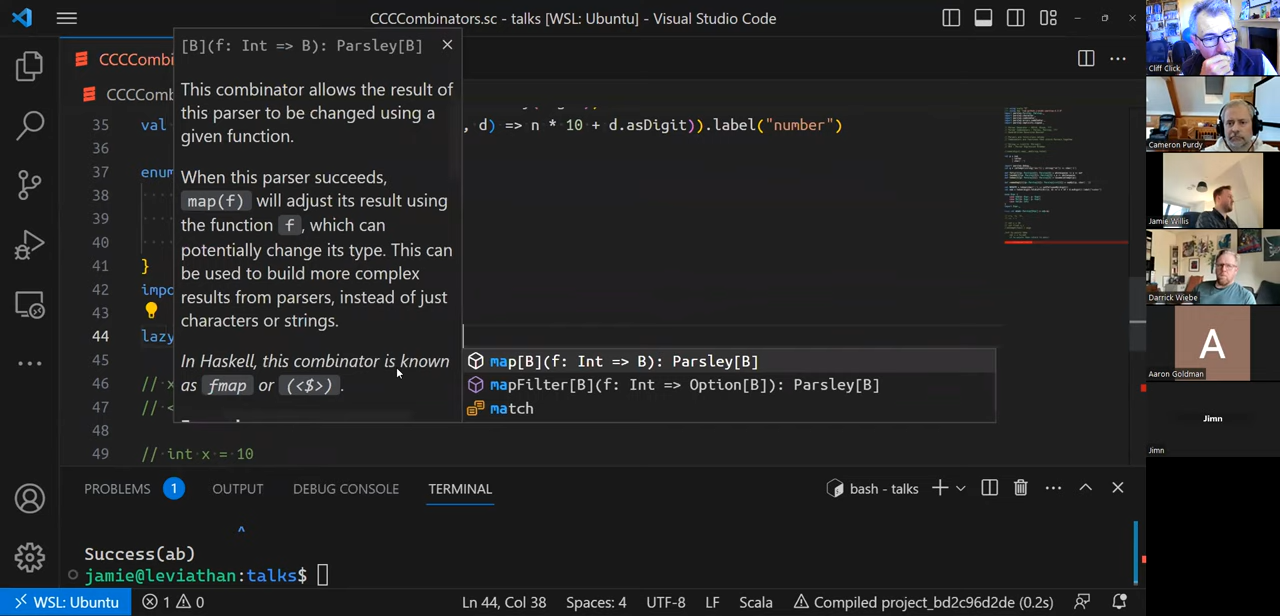 CCCCombinators.sc - talks [WSL: Ubuntu] - Visual Studio Code
CCCCombi
CCCComb
[B](f: Int => B): Parsley[B]
This combinator allows the result of
this parser to be changed using a
given function.
When this parser succeeds,
map(f) will adjust its result using
the function f, which can
potentially change its type. This can
be used to build more complex
results from parsers, instead of just
characters or strings.
In Haskell, this combinator is known
as fmap or (<$>).
35 val , d) => n * 10 + d.asDigit)).label("number")
36
37 enum
38
39
40
41 }
42 impo
43
44 lazy
45
46 // x
47 // <
48
49 // int x = 10
map[B](f: Int => B): Parsley[B]
mapFilter[B](f: Int => Option[B]): Parsley[B]
match
PROBLEMS 1 OUTPUT DEBUG CONSOLE TERMINAL
bash - talks
^
Success(ab)
jamie@leviathan:talks$
WSL: Ubuntu 1 0 Ln 44, Col 38 Spaces: 4 UTF-8 LF Scala Compiled project_bd2c96d2de (0.2s)
Cliff Click
Cameron Purdy
Jamie Willis
Darrick Wiebe
A
Aaron Goldman
Jimn
Jimn